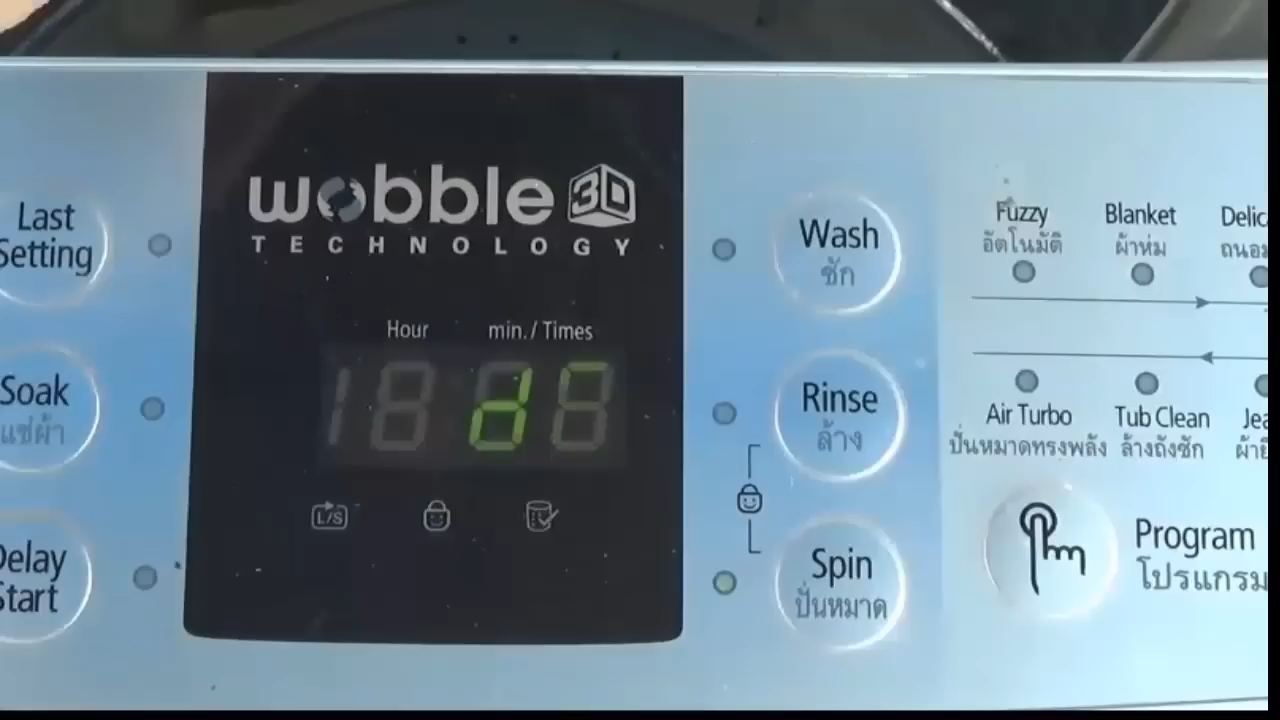 wobble 3D
TECHNOLOGY
Hour min./Times
d
L/S
Last
Setting
Soak
แช่ผ้า
Delay
Start
Wash
ซัก
Rinse
ล้าง
Spin
ปั่นหมาด
Fuzzy
อัตโนมัติ
Blanket
ผ้าห่ม
Air Turbo
ปั่นหมาดทรงพลัง
Tub Clean
ล้างถังซัก
Program
โปรแกรม